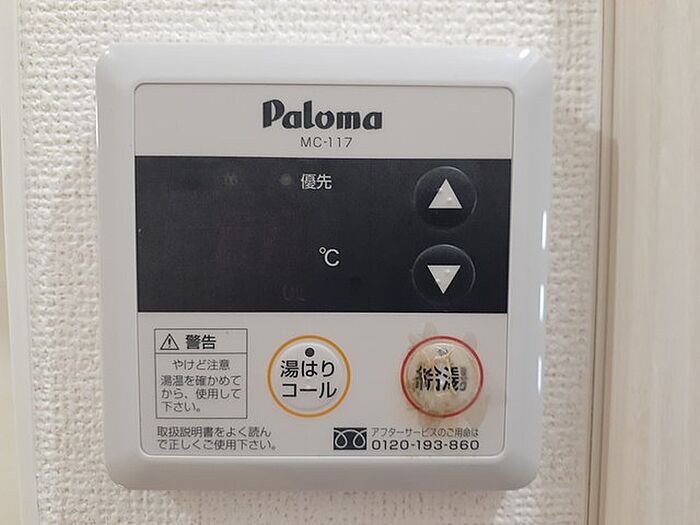 Paloma
MC-117
優先
℃
警告
やけど注意
湯温を確かめて
から、使用して
下さい。
湯はり
コール
給湯
取扱説明書をよく読ん
で正しくご使用下さい。
アフターサービスのご用命は
0120-193-860